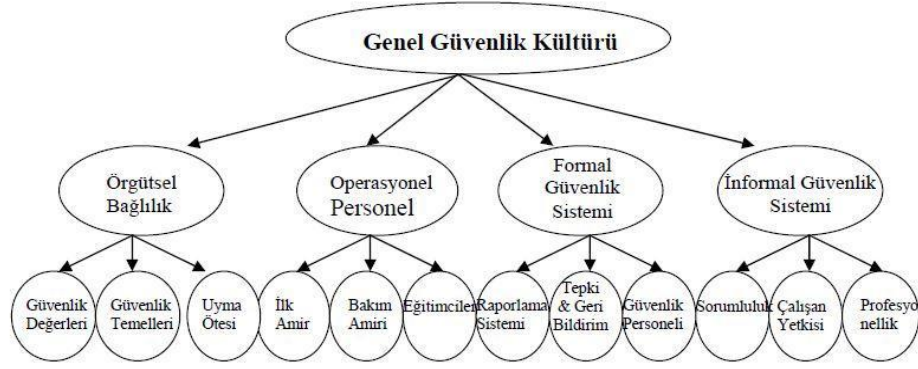 Genel Güvenlik Kültürü
Örgütsel
Bağlılık
Operasyonel
Personel
Formal
Güvenlik
Sistemi
İnformal Güvenlik
Sistemi
Güvenlik
Değerleri
Güvenlik
Temelleri
Uyma
Ötesi
İlk
Amir
Bakım
Amiri
Eğitimciler
Raporlama
Sistemi
Tepki
& Geri
Bildirim
Güvenlik
Personeli
Sorumluluk
Çalışan
Yetkisi
Profesyo
nellik